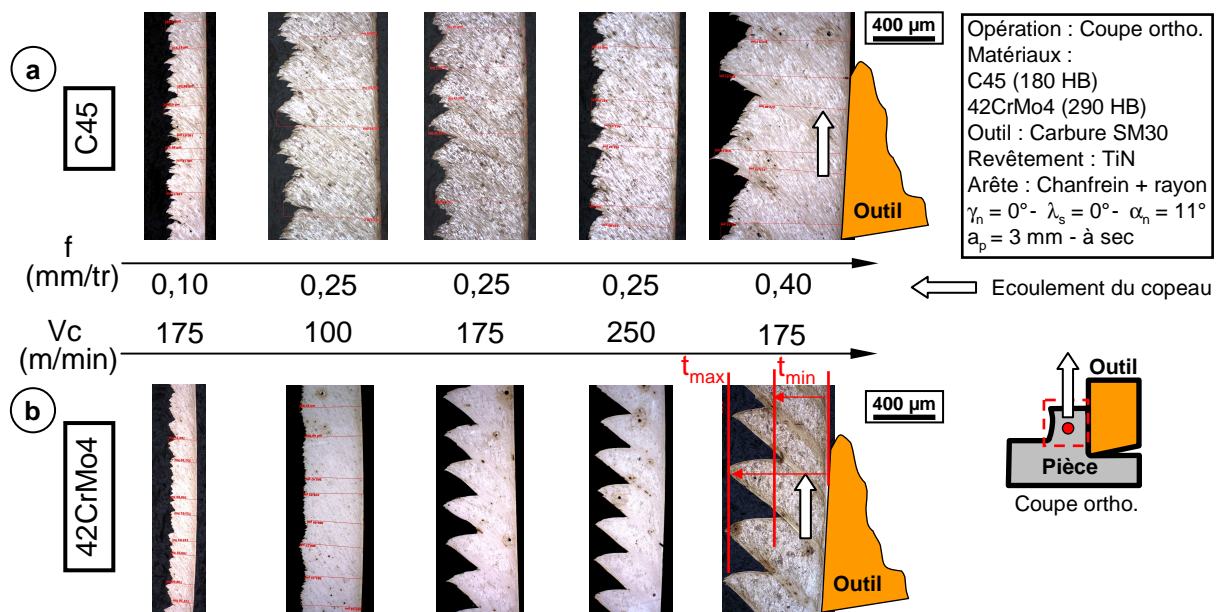 a
C45
400 µm
Outil
Opération : Coupe ortho.
Matériaux :
C45 (180 HB)
42CrMo4 (290 HB)
Outil : Carbure SM30
Revêtement : TiN
Arête : Chanfrein + rayon
γn = 0° - λs = 0° - αn = 11°
ap = 3 mm - à sec
f
(mm/tr)
0,10 0,25 0,25 0,25 0,40
Ecoulement du copeau
Vc
(m/min)
175 100 175 250 175
tmax tmin
b
42CrMo4
400 µm
Outil
Outil
Pièce
Coupe ortho.